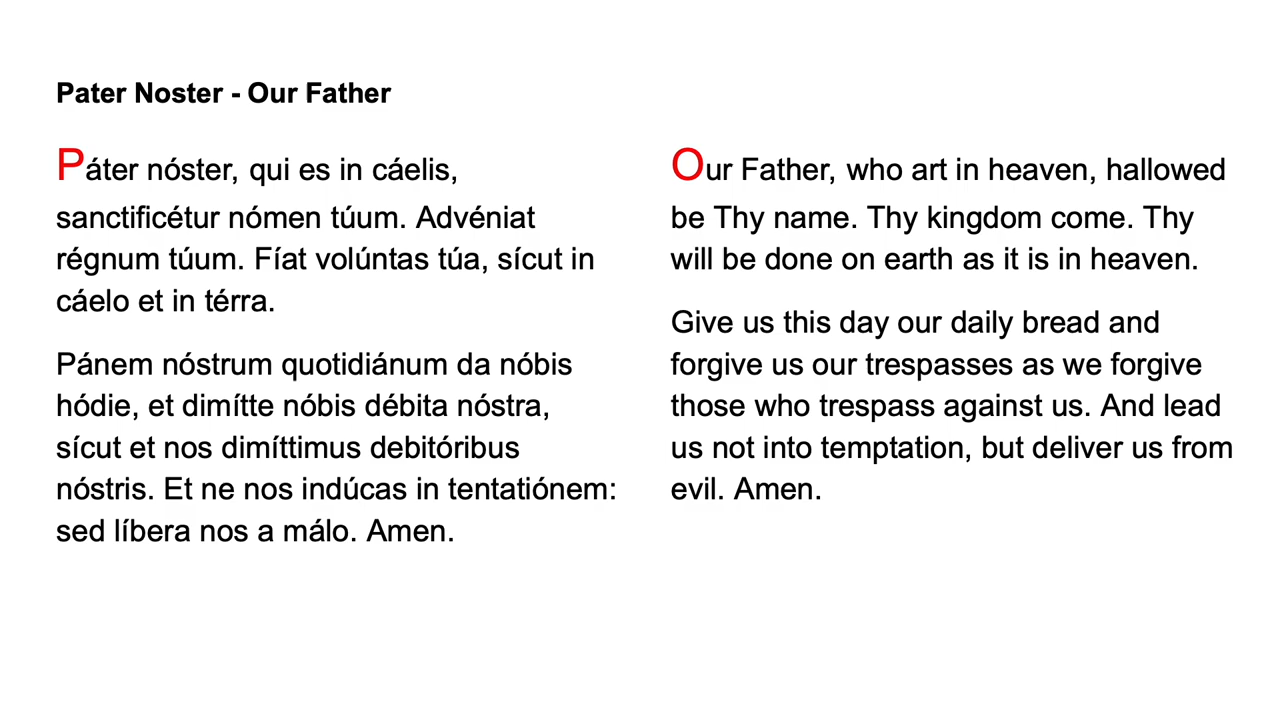 Pater Noster - Our Father
Páter nóster, qui es in cáelis,
sanctificétur nómen túum. Advéniat
régnum túum. Fíat volúntas túa, sícut in
cáelo et in térra.
Pánem nóstrum quotidiánum da nóbis
hódie, et dimítte nóbis débita nóstra,
sícut et nos dimíttimus debitóribus
nóstris. Et ne nos indúcas in tentatiónem:
sed líbera nos a málo. Amen.
Our Father, who art in heaven, hallowed
be Thy name. Thy kingdom come. Thy
will be done on earth as it is in heaven.
Give us this day our daily bread and
forgive us our trespasses as we forgive
those who trespass against us. And lead
us not into temptation, but deliver us from
evil. Amen.